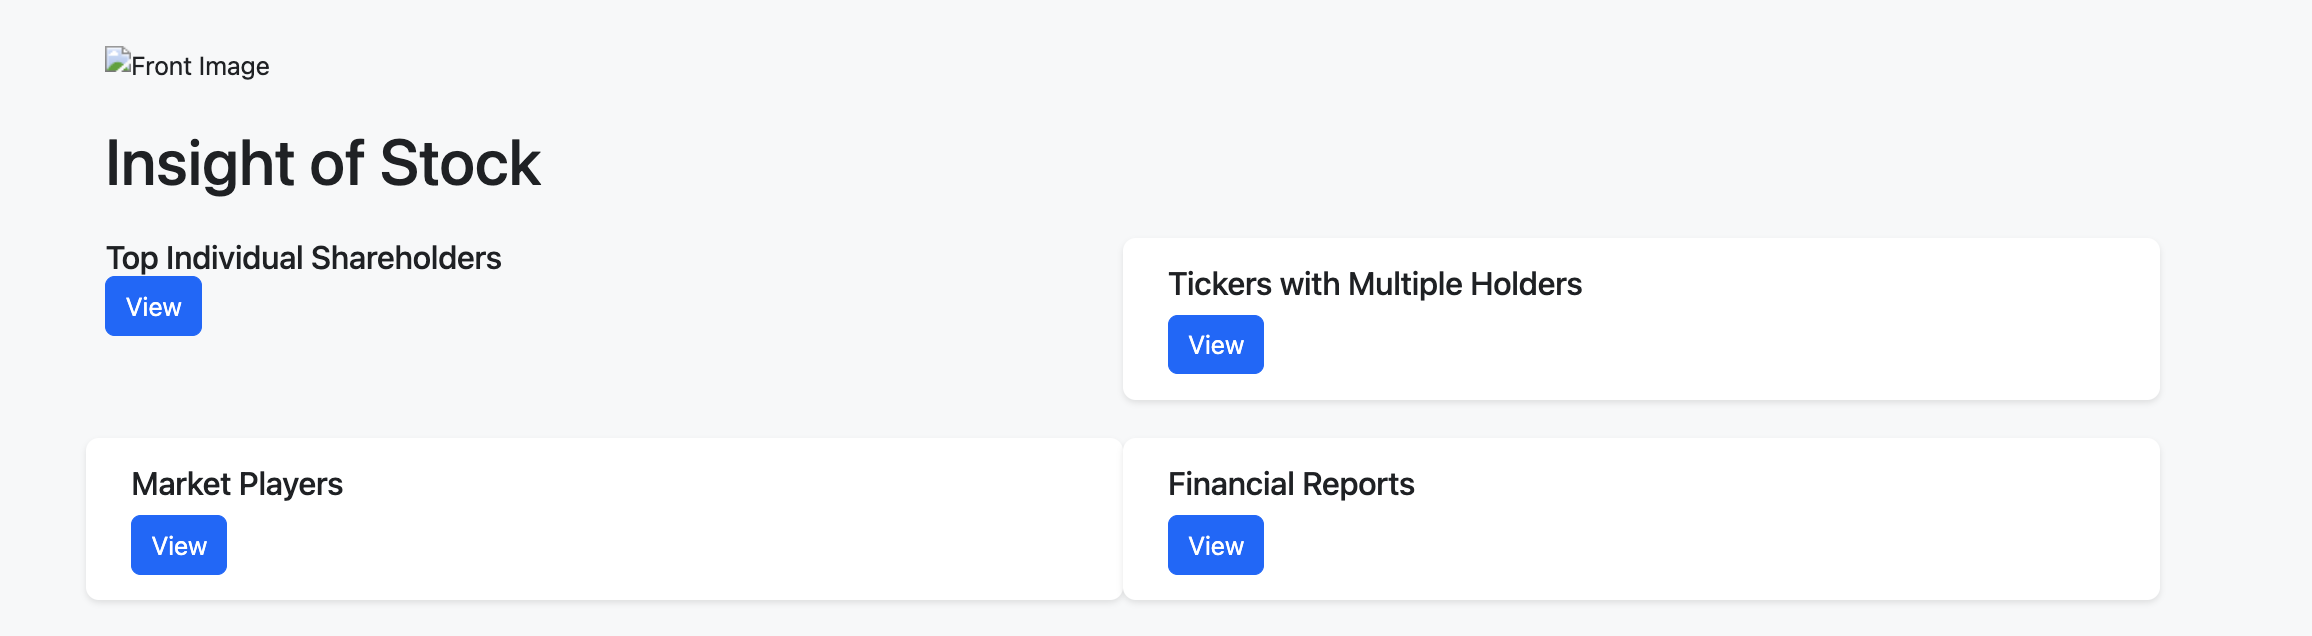 Front Image
Insight of Stock
Top Individual Shareholders
View
Tickers with Multiple Holders
View
Market Players
View
Financial Reports
View